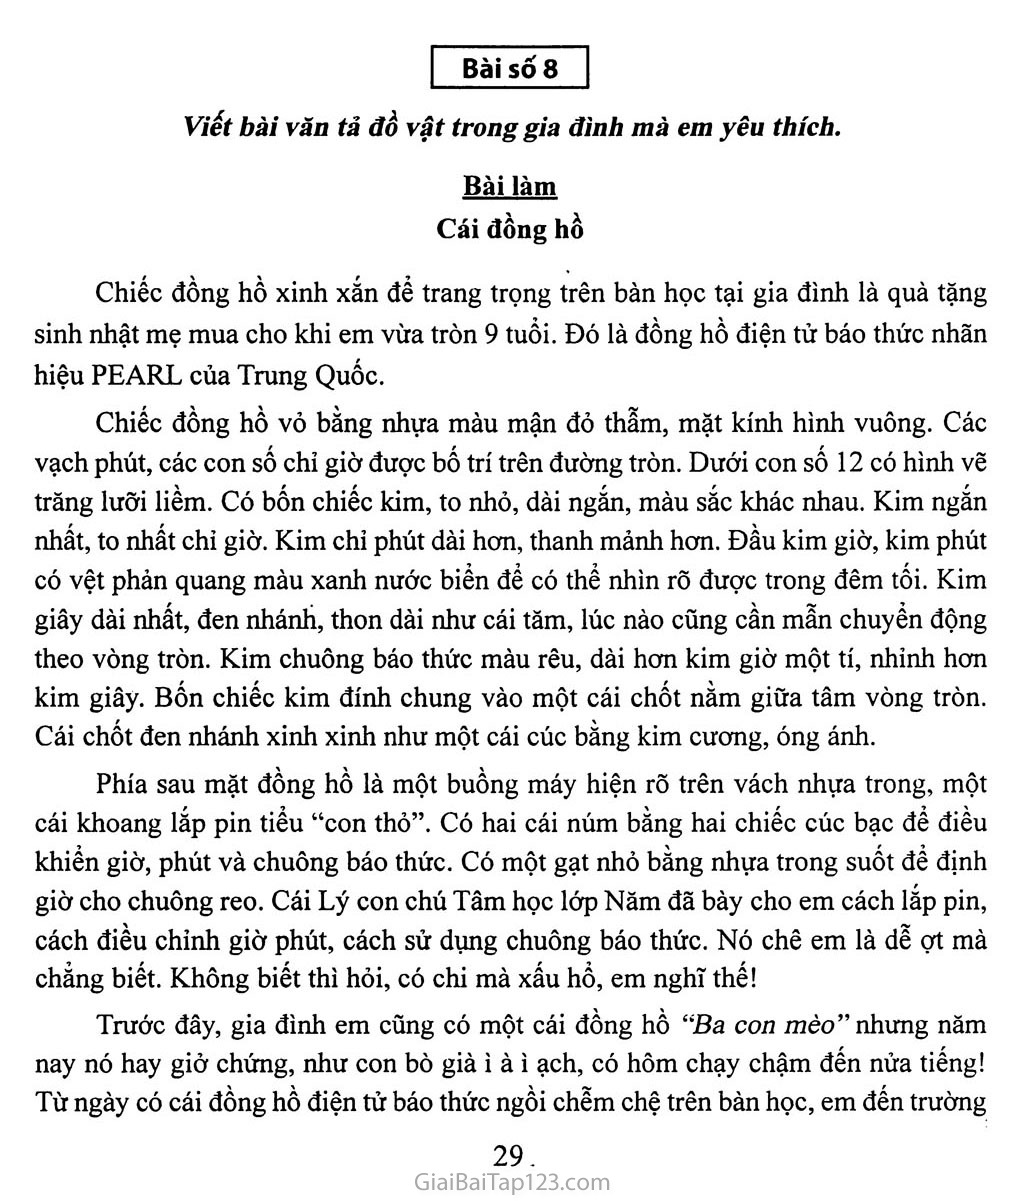 Bài số 8
Viết bài văn tả đồ vật trong gia đình mà em yêu thích.
Bài làm
Cái đồng hồ
Chiếc đồng hồ xinh xắn để trang trọng trên bàn học tại gia đình là quà tặng
sinh nhật mẹ mua cho khi em vừa tròn 9 tuổi. Đó là đồng hồ điện tử báo thức nhãn
hiệu PEARL của Trung Quốc.
Chiếc đồng hồ vỏ bằng nhựa màu mận đỏ thẫm, mặt kính hình vuông. Các
vạch phút, các con số chỉ giờ được bố trí trên đường tròn. Dưới con số 12 có hình vẽ
trăng lưỡi liềm. Có bốn chiếc kim, to nhỏ, dài ngắn, màu sắc khác nhau. Kim ngắn
nhất, to nhất chỉ giờ. Kim chỉ phút dài hơn, thanh mảnh hơn. Đầu kim giờ, kim phút
có vệt phản quang màu xanh nước biển để có thể nhìn rõ được trong đêm tối. Kim
giây dài nhất, đen nhánh, thon dài như cái tăm, lúc nào cũng cần mẫn chuyển động
theo vòng tròn. Kim chuông báo thức màu rêu, dài hơn kim giờ một tí, nhỉnh hơn
kim giây. Bốn chiếc kim đính chung vào một cái chốt nằm giữa tâm vòng tròn.
Cái chốt đen nhánh xinh xinh như một cái cúc bằng kim cương, óng ánh.
Phía sau mặt đồng hồ là một buồng máy hiện rõ trên vách nhựa trong, một
cái khoang lắp pin tiểu “con thỏ”. Có hai cái núm bằng hai chiếc cúc bạc để điều
khiển giờ, phút và chuông báo thức. Có một gạt nhỏ bằng nhựa trong suốt để định
giờ cho chuông reo. Cái Lý con chú Tâm học lớp Năm đã bày cho em cách lắp pin,
cách điều chỉnh giờ phút, cách sử dụng chuông báo thức. Nó chê em là dễ ợt mà
chẳng biết. Không biết thì hỏi, có chi mà xấu hổ, em nghĩ thế!
Trước đây, gia đình em cũng có một cái đồng hồ “Ba con mèo” nhưng năm
nay nó hay giở chứng, như con bò già ì à ì ạch, có hôm chạy chậm đến nửa tiếng!
Từ ngày có cái đồng hồ điện tử báo thức ngồi chễm chệ trên bàn học, em đến trường
29
GiaiBaiTap123.com